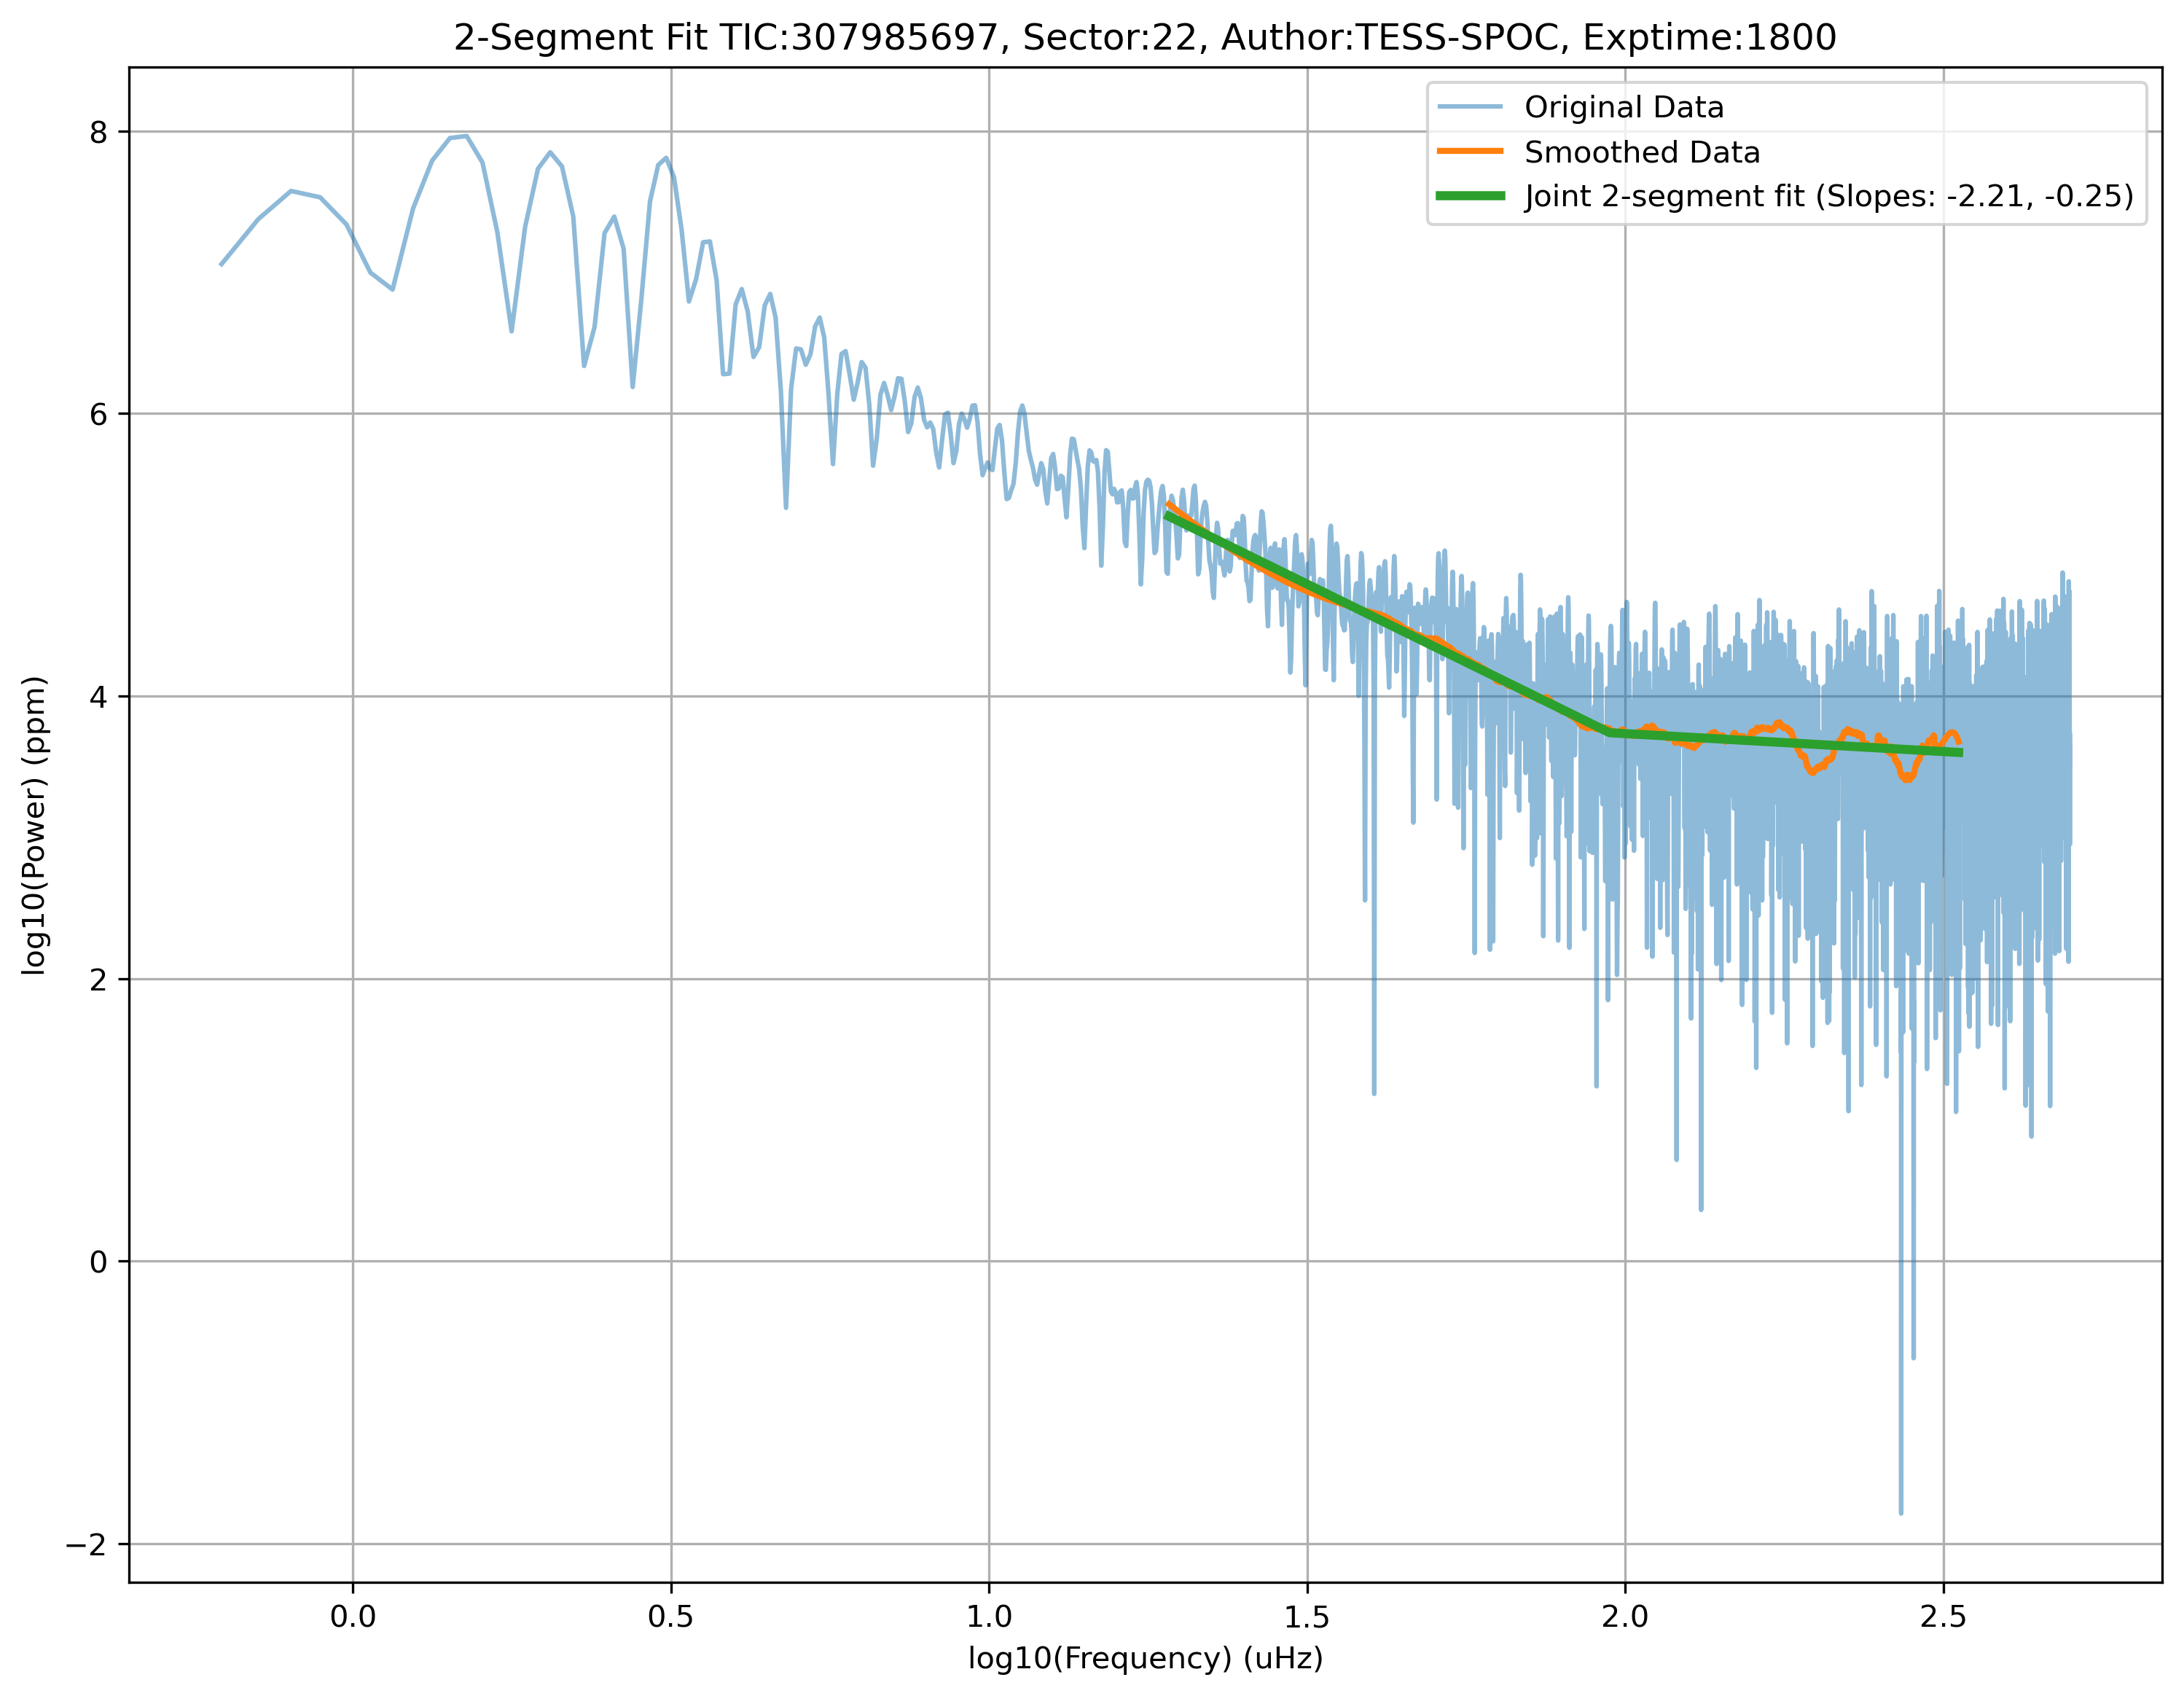 2-Segment Fit TIC:307985697, Sector:22, Author:TESS-SPOC, Exptime:1800
Original Data
Smoothed Data
Joint 2-segment fit (Slopes: -2.21, -0.25)
log10(Power) (ppm)
8
6
4
2
0
−2
0.0 0.5 1.0 1.5 2.0 2.5
log10(Frequency) (uHz)